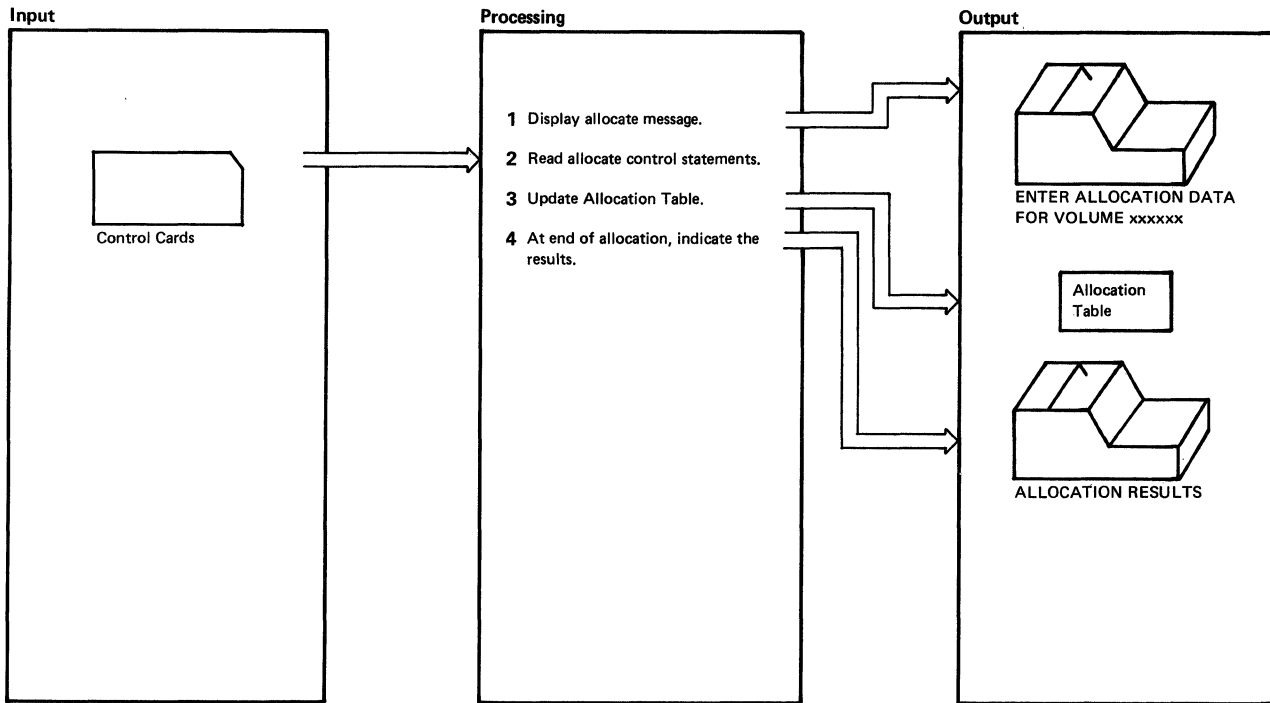 Input
Control Cards
Processing
1 Display allocate message.
2 Read allocate control statements.
3 Update Allocation Table.
4 At end of allocation, indicate the
results.
Output
ENTER ALLOCATION DATA
FOR VOLUME xxxxxx
Allocation
Table
ALLOCATION RESULTS